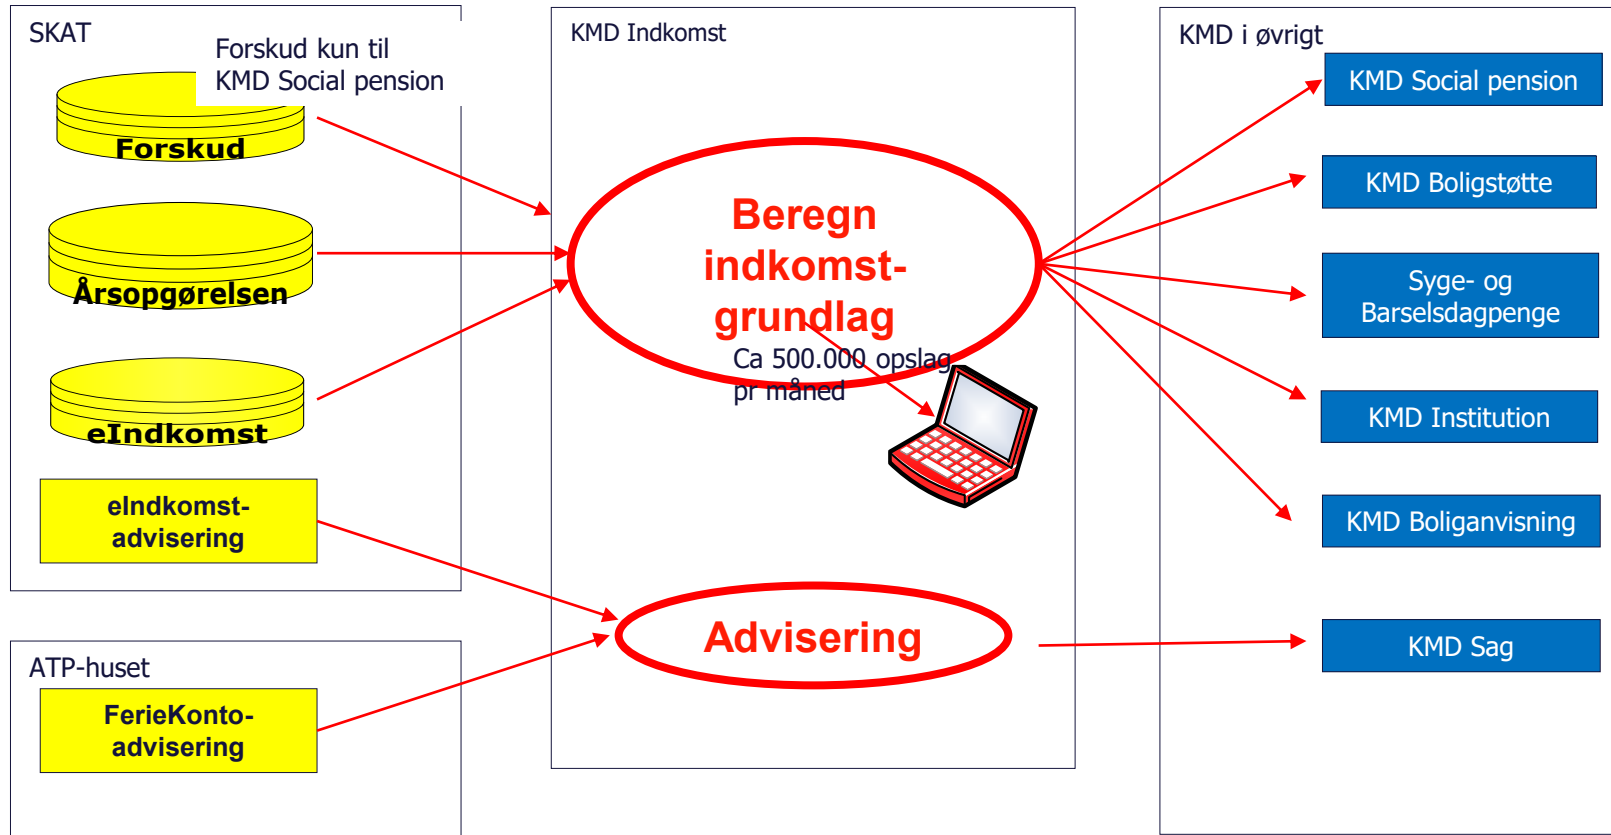 SKAT
Forskud kun til
KMD Social pension
Forskud
Årsopgørelsen
eIndkomst
eIndkomst-
advisering
ATP-huset
FerieKonto-
advisering
KMD Indkomst
Beregn
indkomst-
grundlag
Ca 500.000 opslag
pr måned
Advisering
KMD i øvrigt
KMD Social pension
KMD Boligstøtte
Syge- og
Barselsdagpenge
KMD Institution
KMD Boliganvisning
KMD Sag